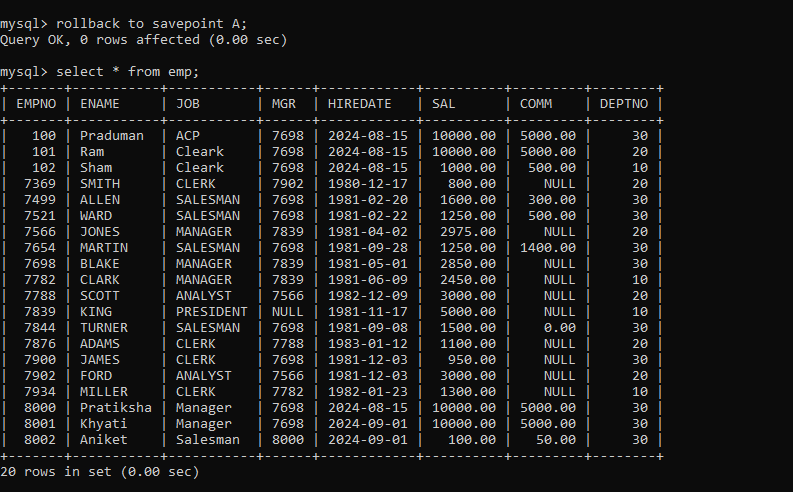 mysql> rollback to savepoint A;
Query OK, 0 rows affected (0.00 sec)
mysql> select * from emp;
+-------+-----------+-----------+------+------------+----------+---------+--------+
| EMPNO | ENAME     | JOB       | MGR  | HIREDATE   | SAL      | COMM    | DEPTNO |
+-------+-----------+-----------+------+------------+----------+---------+--------+
|   100 | Praduman  | ACP       | 7698 | 2024-08-15 | 10000.00 | 5000.00 |     30 |
|   101 | Ram       | Cleark    | 7698 | 2024-08-15 | 10000.00 | 5000.00 |     20 |
|   102 | Sham      | Cleark    | 7698 | 2024-08-15 |  1000.00 |  500.00 |     10 |
|  7369 | SMITH     | CLERK     | 7902 | 1980-12-17 |   800.00 |    NULL |     20 |
|  7499 | ALLEN     | SALESMAN  | 7698 | 1981-02-20 |  1600.00 |  300.00 |     30 |
|  7521 | WARD      | SALESMAN  | 7698 | 1981-02-22 |  1250.00 |  500.00 |     30 |
|  7566 | JONES     | MANAGER   | 7839 | 1981-04-02 |  2975.00 |    NULL |     20 |
|  7654 | MARTIN    | SALESMAN  | 7698 | 1981-09-28 |  1250.00 | 1400.00 |     30 |
|  7698 | BLAKE     | MANAGER   | 7839 | 1981-05-01 |  2850.00 |    NULL |     30 |
|  7782 | CLARK     | MANAGER   | 7839 | 1981-06-09 |  2450.00 |    NULL |     10 |
|  7788 | SCOTT     | ANALYST   | 7566 | 1982-12-09 |  3000.00 |    NULL |     20 |
|  7839 | KING      | PRESIDENT | NULL | 1981-11-17 |  5000.00 |    NULL |     10 |
|  7844 | TURNER    | SALESMAN  | 7698 | 1981-09-08 |  1500.00 |    0.00 |     30 |
|  7876 | ADAMS     | CLERK     | 7788 | 1983-01-12 |  1100.00 |    NULL |     20 |
|  7900 | JAMES     | CLERK     | 7698 | 1981-12-03 |   950.00 |    NULL |     30 |
|  7902 | FORD      | ANALYST   | 7566 | 1981-12-03 |  3000.00 |    NULL |     20 |
|  7934 | MILLER    | CLERK     | 7782 | 1982-01-23 |  1300.00 |    NULL |     10 |
|  8000 | Pratiksha | Manager   | 7698 | 2024-08-15 | 10000.00 | 5000.00 |     30 |
|  8001 | Khyati    | Manager   | 7698 | 2024-09-01 | 10000.00 | 5000.00 |     30 |
|  8002 | Aniket    | Salesman  | 8000 | 2024-09-01 |   100.00 |   50.00 |     30 |
+-------+-----------+-----------+------+------------+----------+---------+--------+
20 rows in set (0.00 sec)